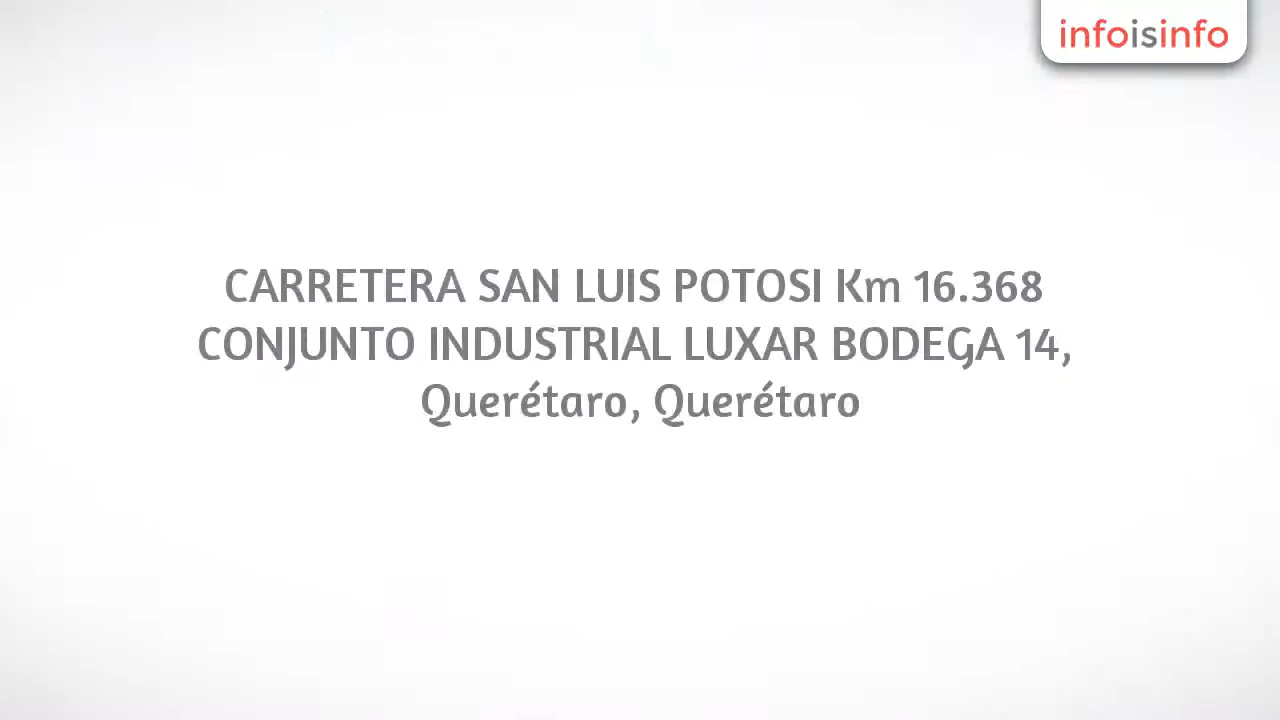 infoisinfo
CARRETERA SAN LUIS POTOSI Km 16.368
CONJUNTO INDUSTRIAL LUXAR BODEGA 14,
Querétaro, Querétaro